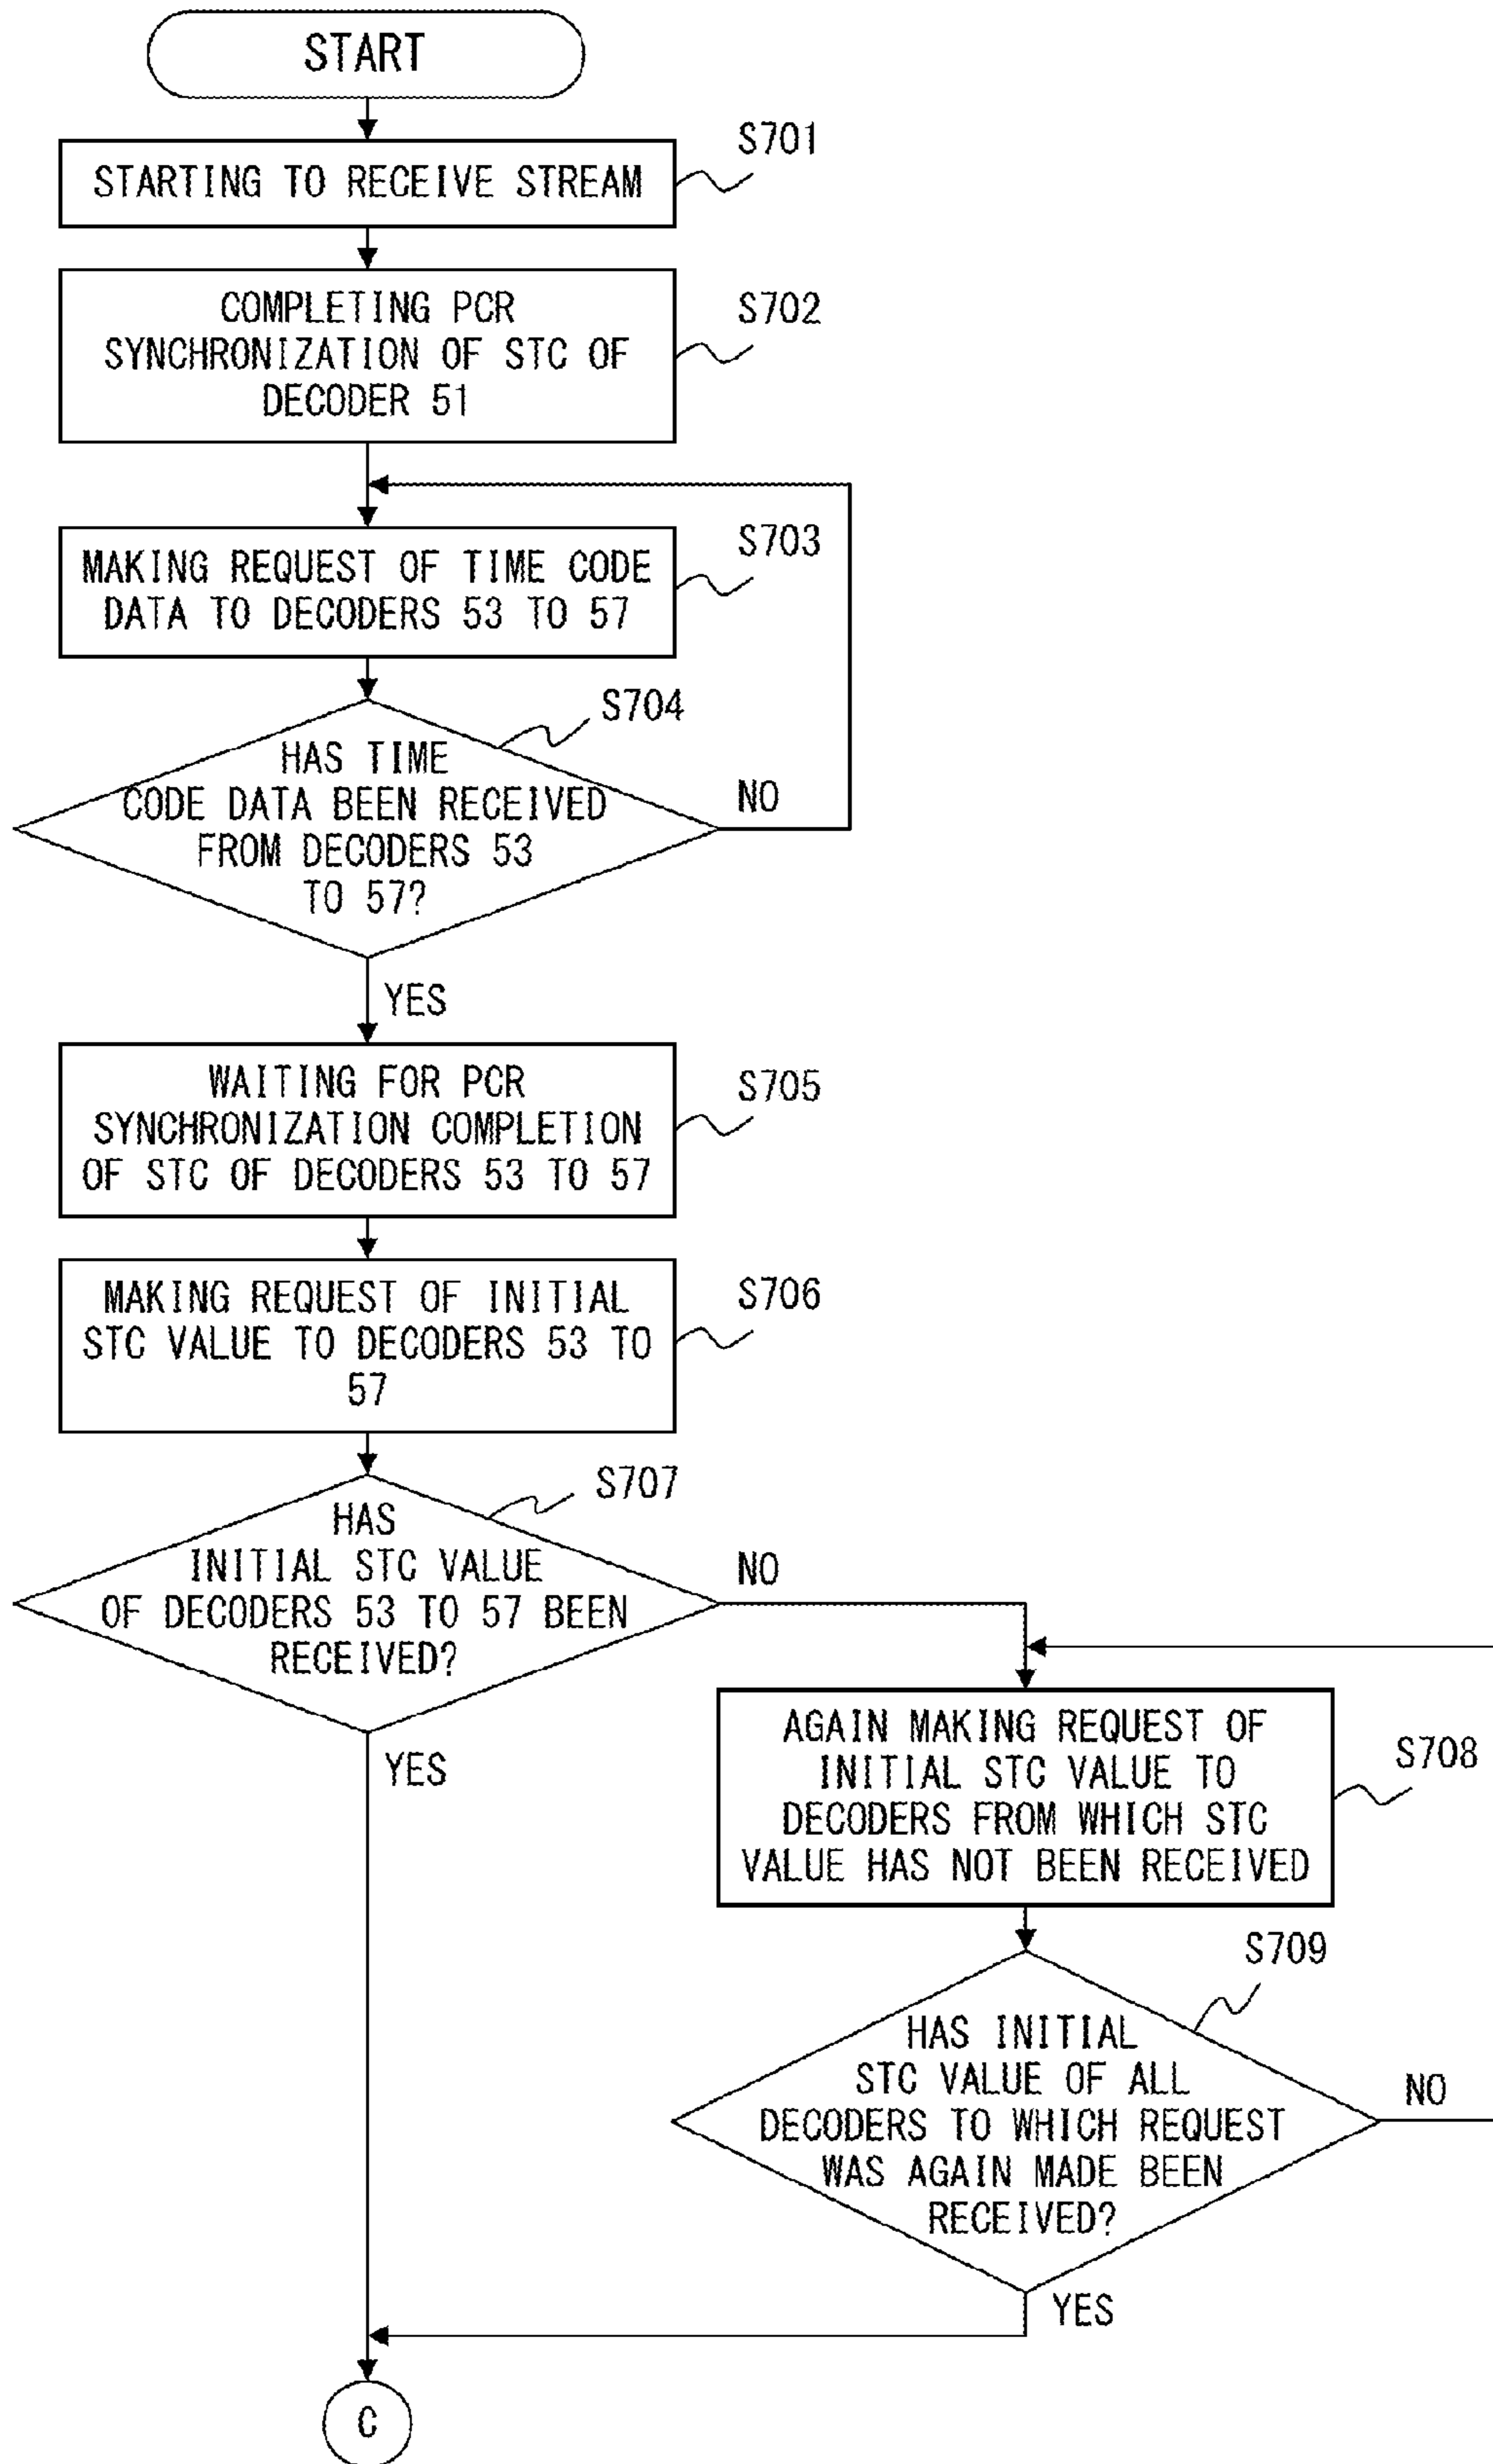 START
S701
STARTING TO RECEIVE STREAM
S702
COMPLETING PCR
SYNCHRONIZATION OF STC OF
DECODER 51
S703
MAKING REQUEST OF TIME CODE
DATA TO DECODERS 53 TO 57
S704
HAS TIME
CODE DATA BEEN RECEIVED
FROM DECODERS 53
TO 57?
NO
YES
S705
WAITING FOR PCR
SYNCHRONIZATION COMPLETION
OF STC OF DECODERS 53 TO 57
S706
MAKING REQUEST OF INITIAL
STC VALUE TO DECODERS 53 TO
57
S707
HAS
INITIAL STC VALUE
OF DECODERS 53 TO 57 BEEN
RECEIVED?
NO
YES
S708
AGAIN MAKING REQUEST OF
INITIAL STC VALUE TO
DECODERS FROM WHICH STC
VALUE HAS NOT BEEN RECEIVED
S709
HAS INITIAL
STC VALUE OF ALL
DECODERS TO WHICH REQUEST
WAS AGAIN MADE BEEN
RECEIVED?
NO
YES
C